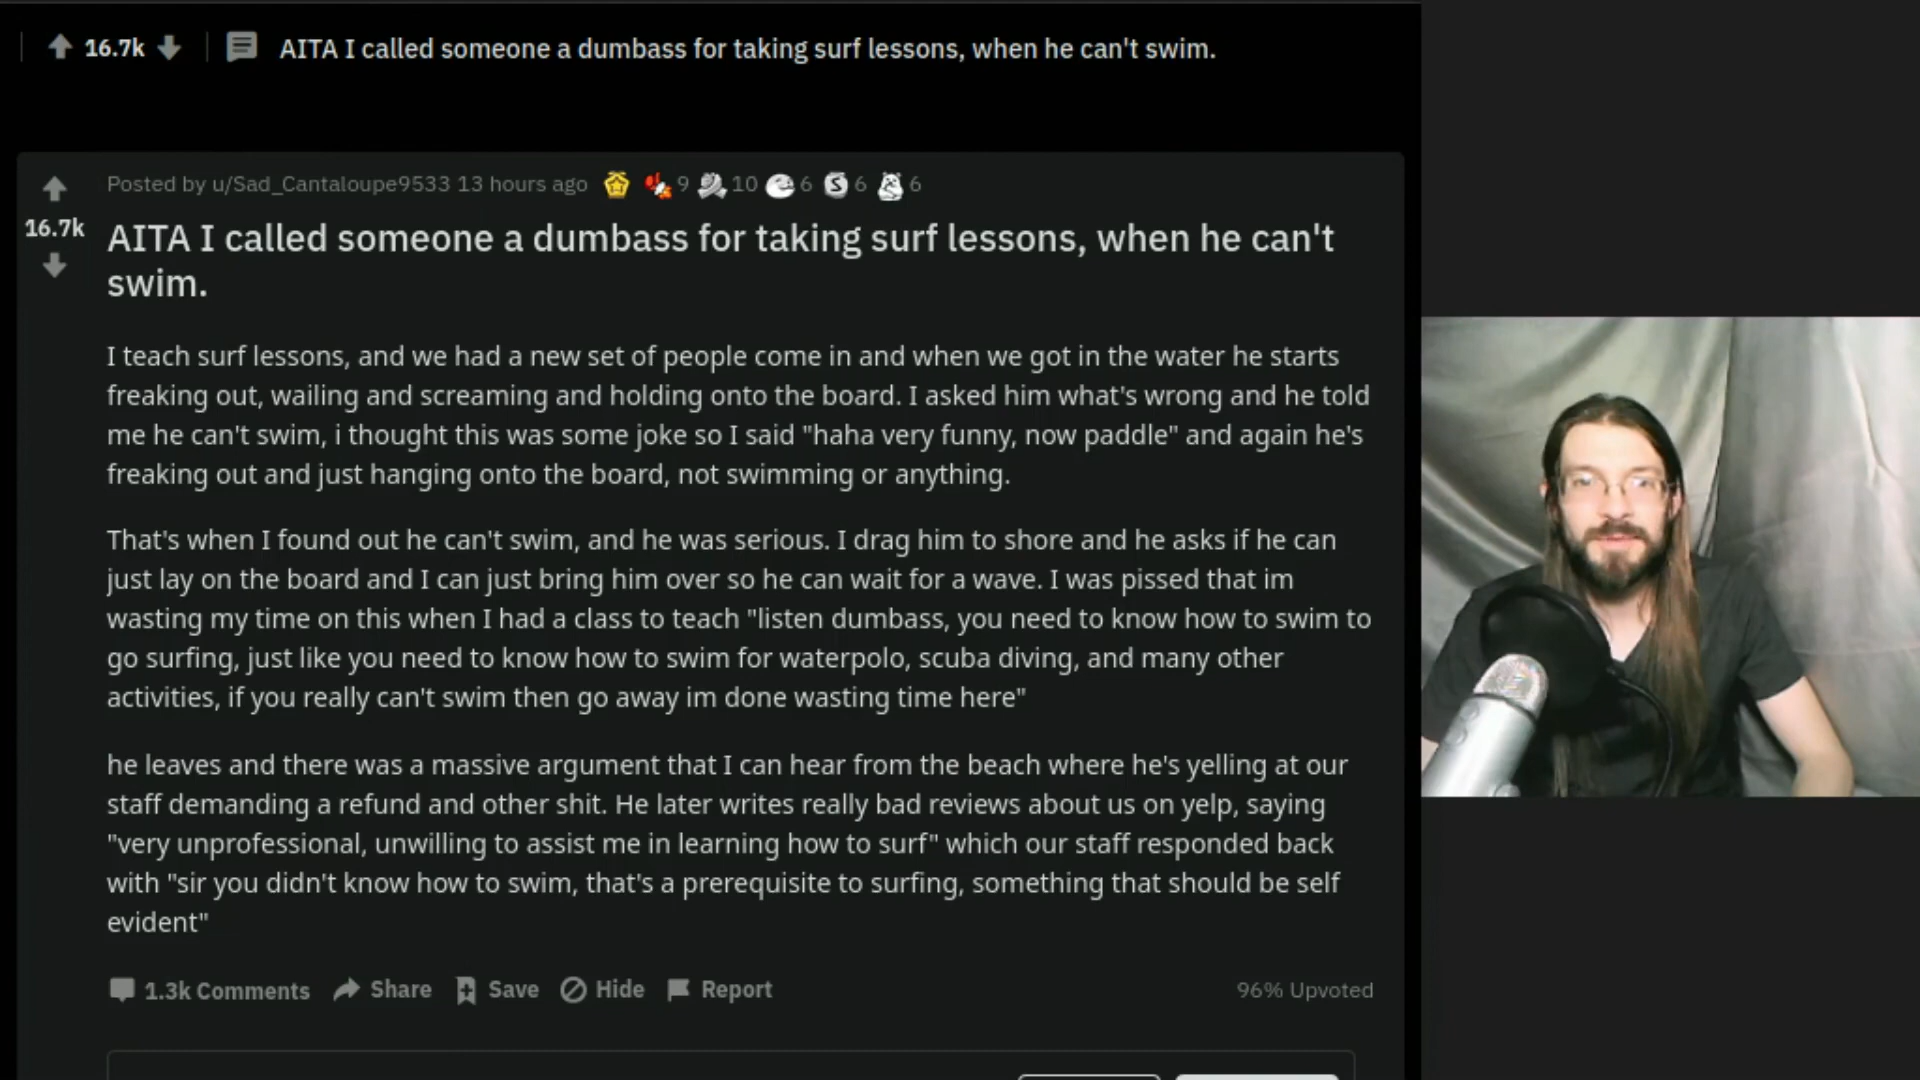 16.7k AITA I called someone a dumbass for taking surf lessons, when he can't swim.
Posted by u/Sad_Cantaloupe9533 13 hours ago 9 10 6 6 6
16.7k
AITA I called someone a dumbass for taking surf lessons, when he can't
swim.
I teach surf lessons, and we had a new set of people come in and when we got in the water he starts
freaking out, wailing and screaming and holding onto the board. I asked him what's wrong and he told
me he can't swim, i thought this was some joke so I said "haha very funny, now paddle" and again he's
freaking out and just hanging onto the board, not swimming or anything.
That's when I found out he can't swim, and he was serious. I drag him to shore and he asks if he can
just lay on the board and I can just bring him over so he can wait for a wave. I was pissed that im
wasting my time on this when I had a class to teach "listen dumbass, you need to know how to swim to
go surfing, just like you need to know how to swim for waterpolo, scuba diving, and many other
activities, if you really can't swim then go away im done wasting time here"
he leaves and there was a massive argument that I can hear from the beach where he's yelling at our
staff demanding a refund and other shit. He later writes really bad reviews about us on yelp, saying
"very unprofessional, unwilling to assist me in learning how to surf" which our staff responded back
with "sir you didn't know how to swim, that's a prerequisite to surfing, something that should be self
evident"
1.3k Comments Share Save Hide Report 96% Upvoted